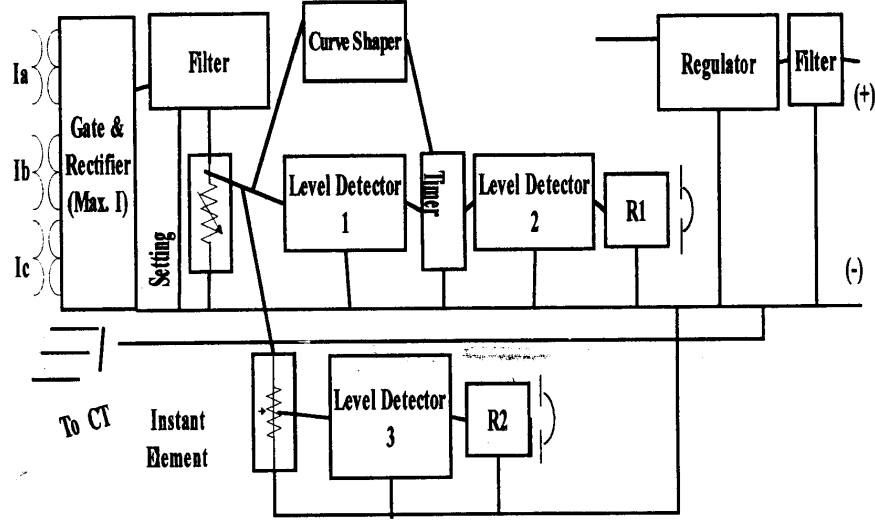 Curve Shaper
Filter
Regulator
Filter
Ia
(+)
Gate &
Rectifier
(Max. I)
Ib
Level Detector
1
Timer
Level Detector
2
R1
Setting
Ic
(-)
To CT
Instant
Element
Level Detector
3
R2